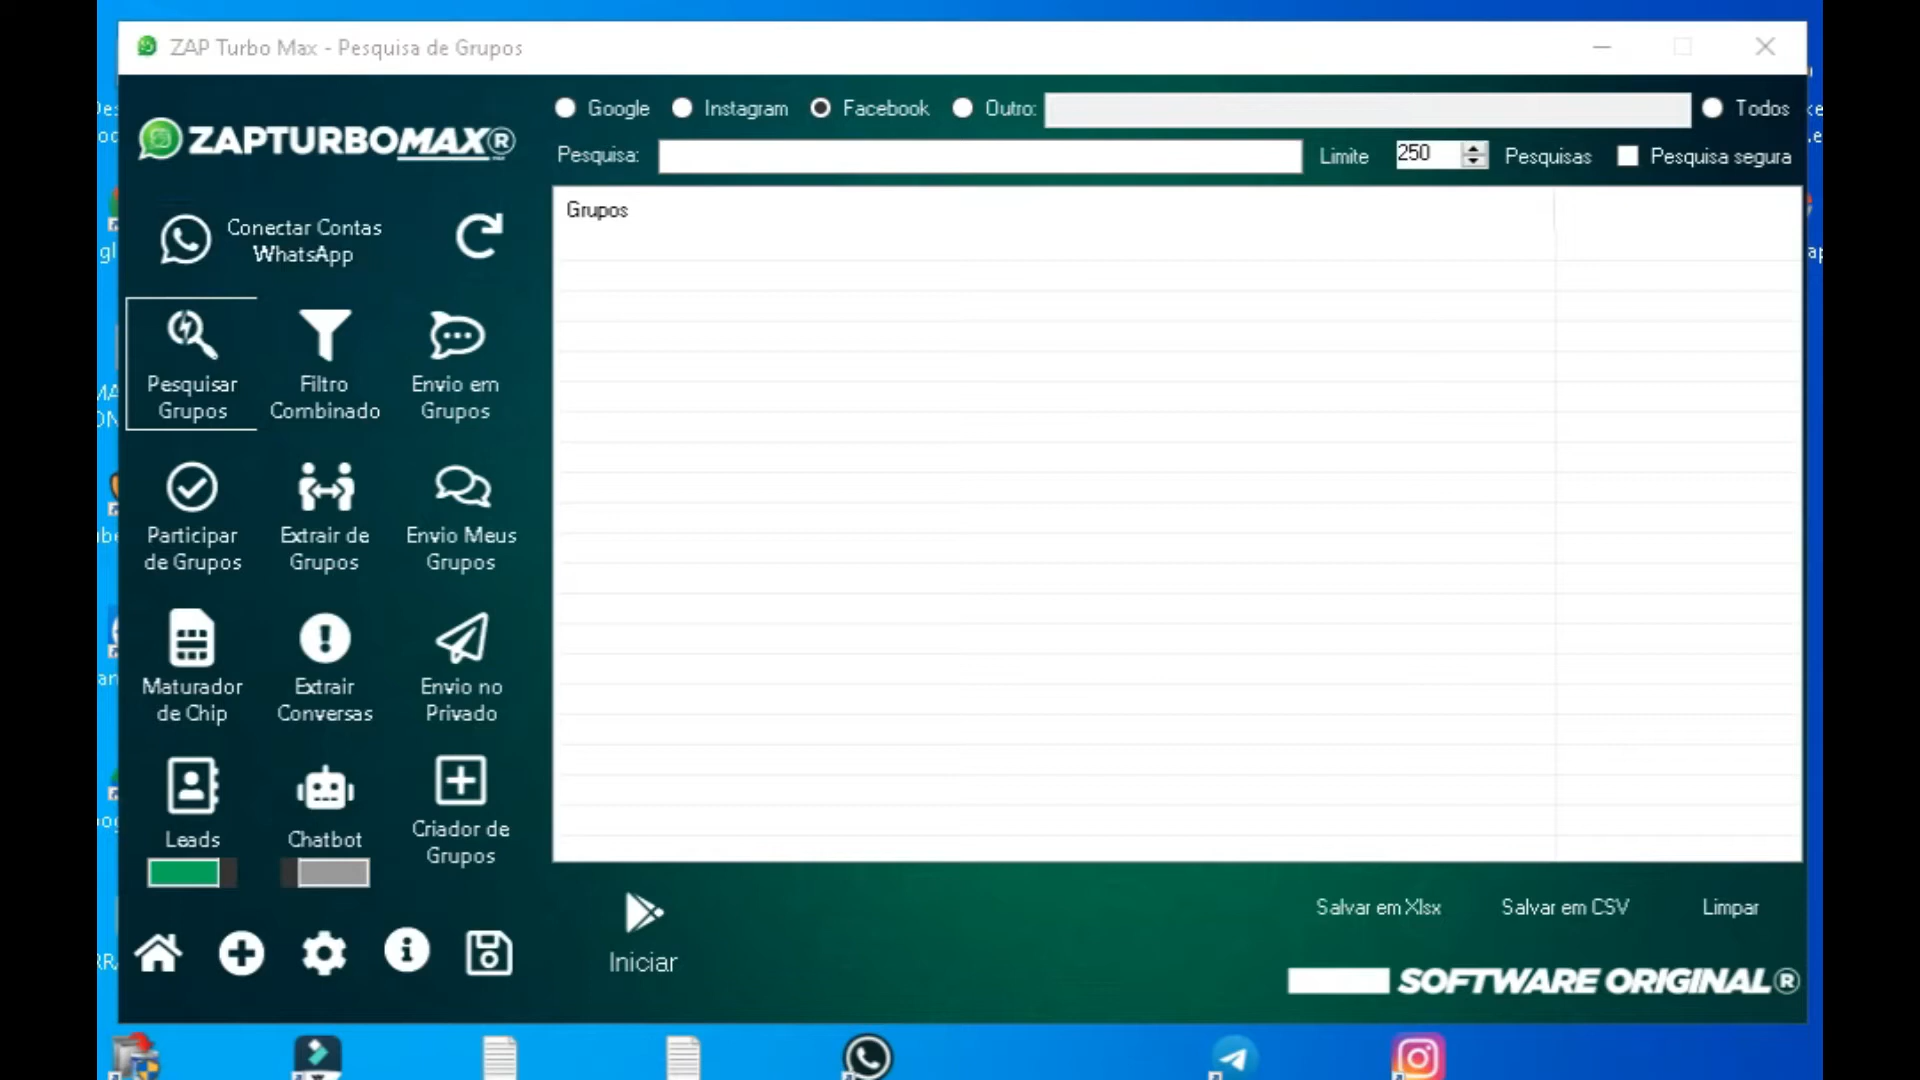 ZAP Turbo Max - Pesquisa de Grupos
ZAPTURBOMAX®
Google
Instagram
Facebook
Outro:
Todos
Pesquisa:
Limite
250
Pesquisas
Pesquisa segura
Conectar Contas
WhatsApp
Grupos
Pesquisar
Grupos
Filtro
Combinado
Envio em
Grupos
Participar
de Grupos
Extrair de
Grupos
Envio Meus
Grupos
Maturador
de Chip
Extrair
Conversas
Envio no
Privado
Leads
Chatbot
Criador de
Grupos
Iniciar
Salvar em Xlsx
Salvar em CSV
Limpar
SOFTWARE ORIGINAL®